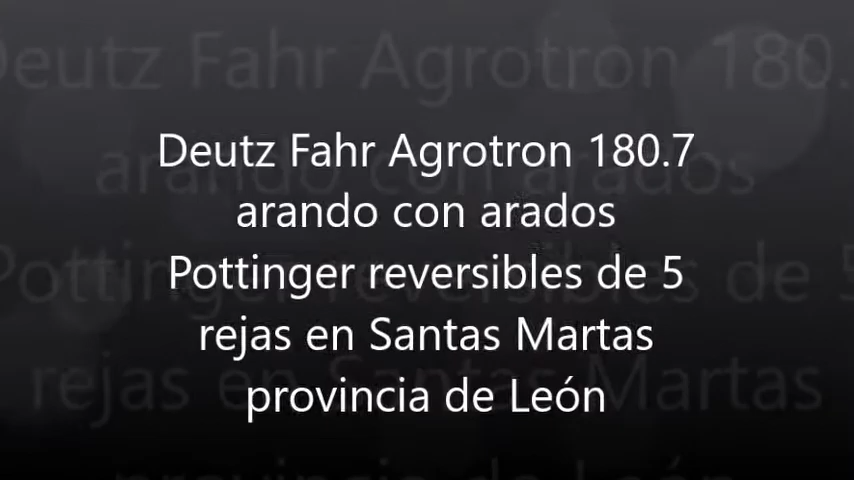 Deutz Fahr Agrotron 180.7
arando con arados
Pottinger reversibles de 5
rejas en Santas Martas
provincia de León